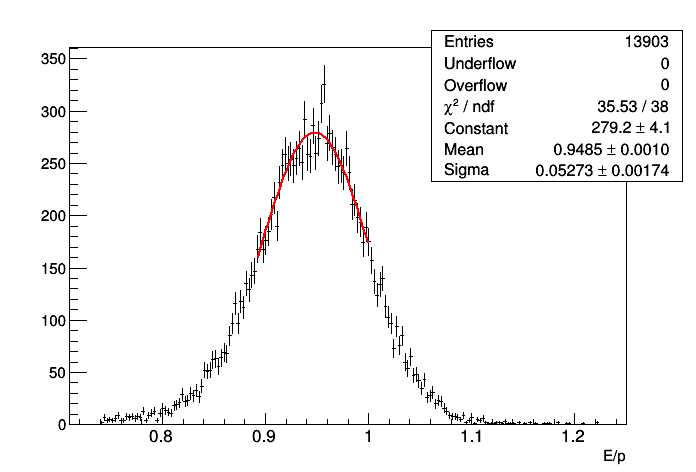 Entries 13903
Underflow 0
Overflow 0
χ² / ndf 35.53 / 38
Constant 279.2 ± 4.1
Mean 0.9485 ± 0.0010
Sigma 0.05273 ± 0.00174
350
300
250
200
150
100
50
0
0.8 0.9 1 1.1 1.2
E/p